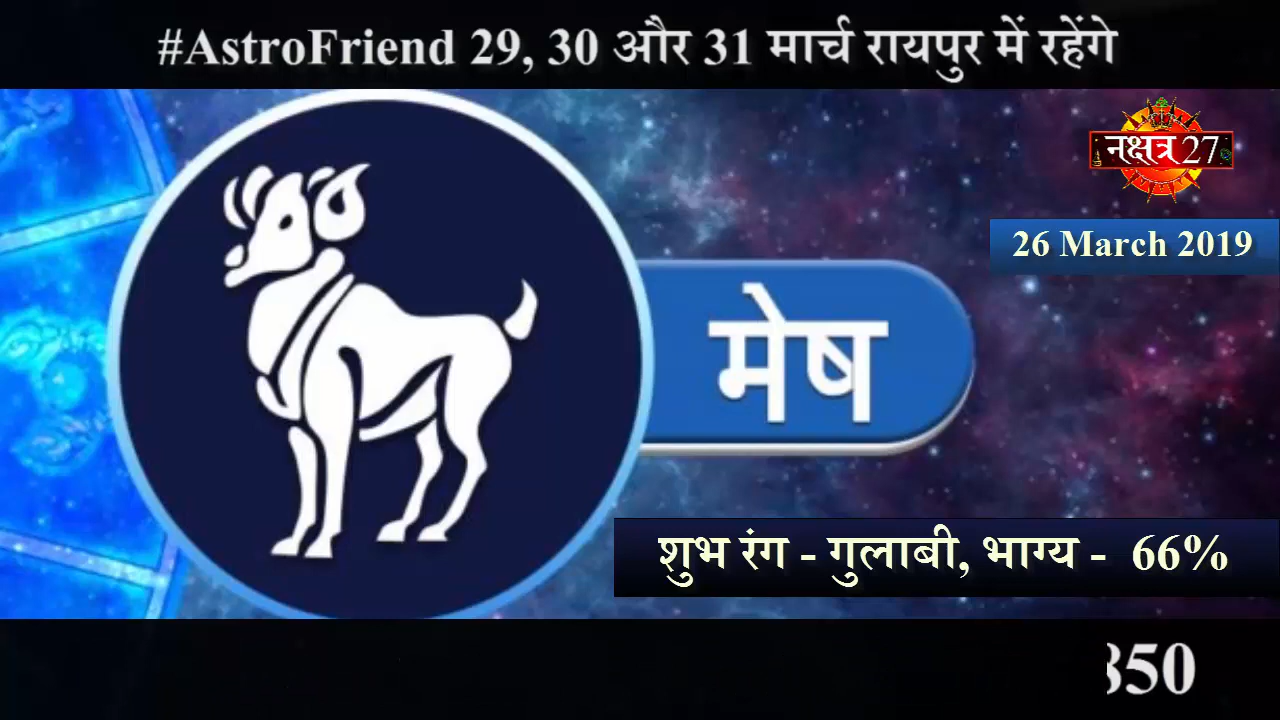 #AstroFriend 29, 30 और 31 मार्च रायपुर में रहेंगे
नक्षत्र 27
26 March 2019
मेष
शुभ रंग - गुलाबी, भाग्य - 66%